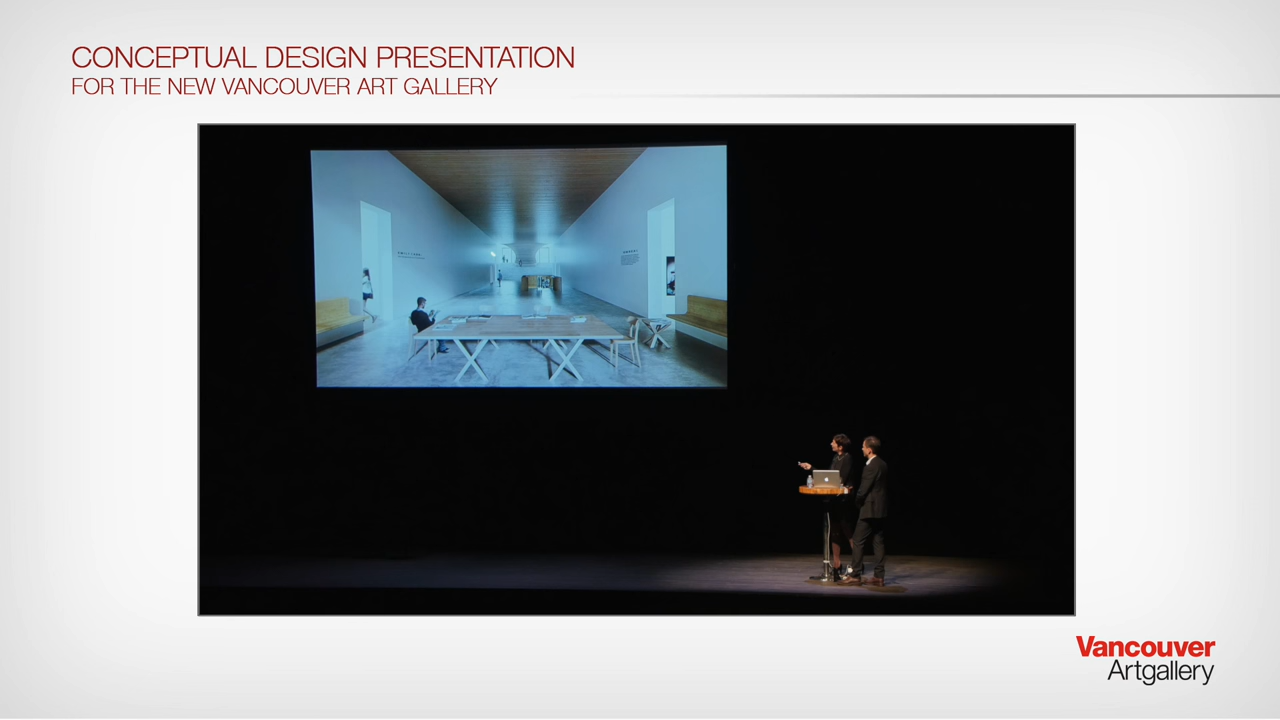 CONCEPTUAL DESIGN PRESENTATION
FOR THE NEW VANCOUVER ART GALLERY
Vancouver
Artgallery